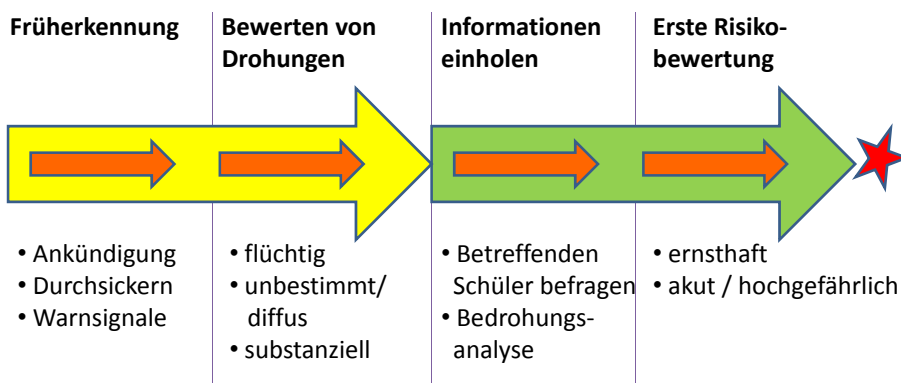 Früherkennung
Bewerten von
Drohungen
Informationen
einholen
Erste Risiko-
bewertung
• Ankündigung
• Durchsickern
• Warnsignale
• flüchtig
• unbestimmt/
diffus
• substanziell
• Betreffenden
Schüler befragen
• Bedrohungs-
analyse
• ernsthaft
• akut / hochgefährlich